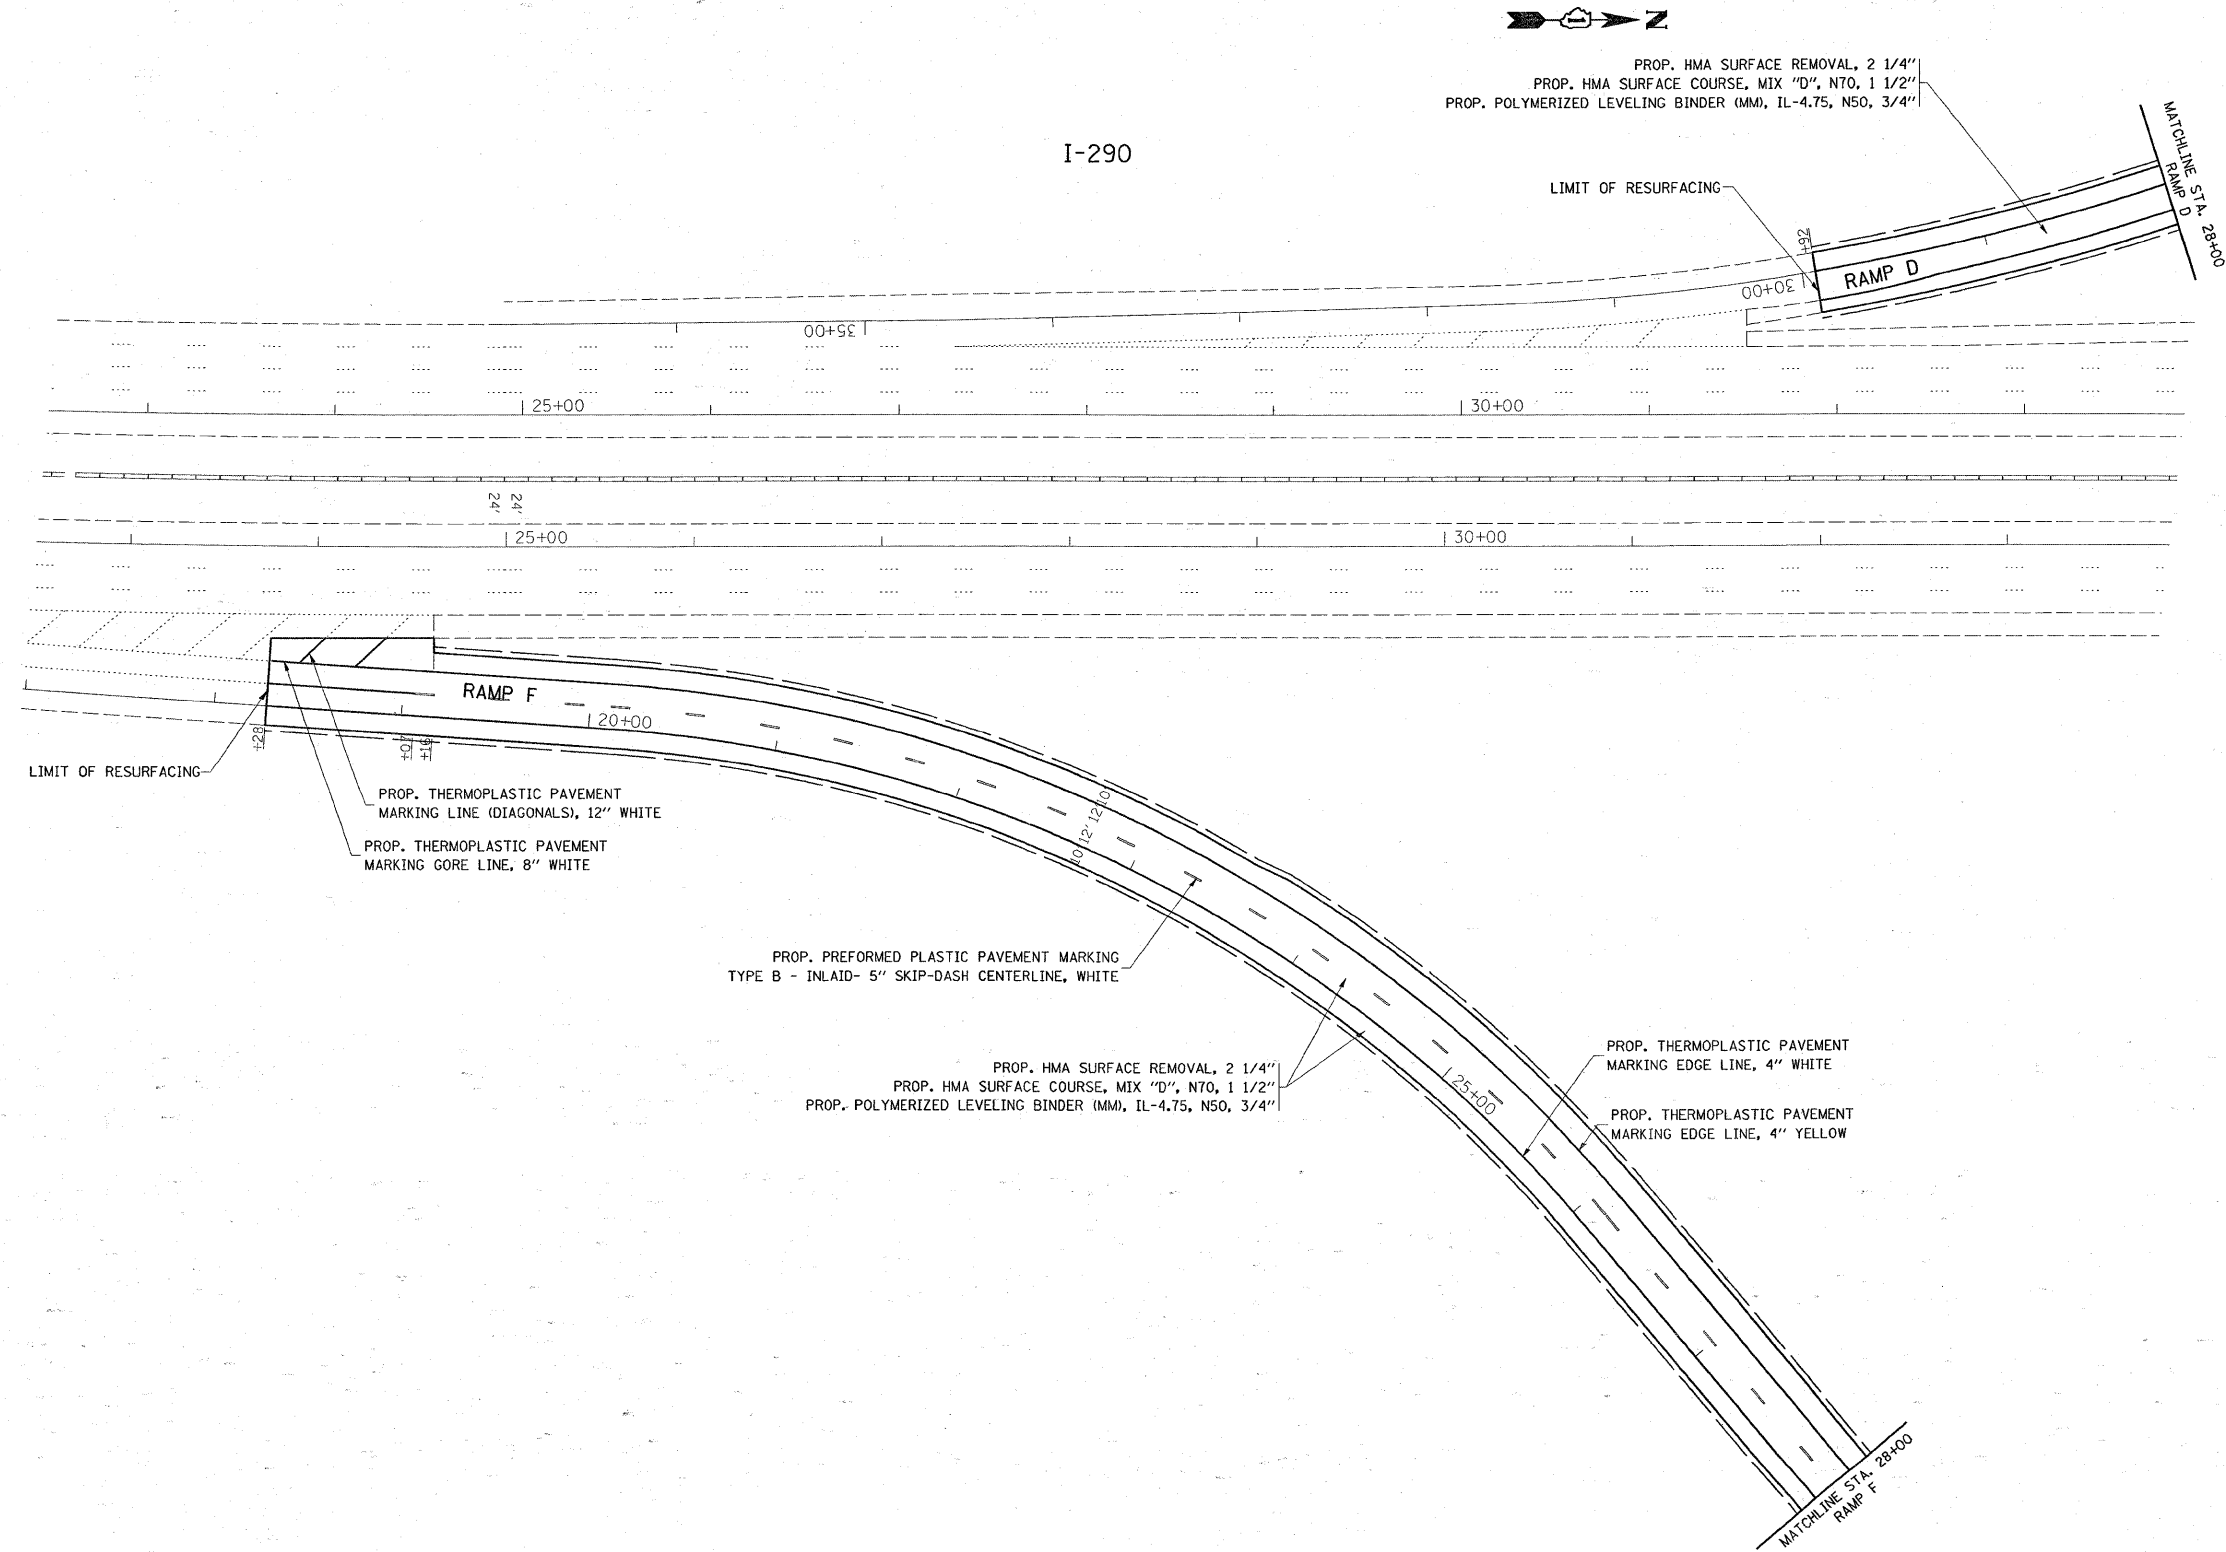 N
PROP. HMA SURFACE REMOVAL, 2 1/4"
PROP. HMA SURFACE COURSE, MIX "D", N70, 1 1/2"
PROP. POLYMERIZED LEVELING BINDER (MM), IL-4.75, N50, 3/4"
I-290
LIMIT OF RESURFACING
MATCHLINE STA. 28+00
RAMP D
+92
RAMP D
30+00
35+00
25+00
30+00
24'
24'
25+00
30+00
RAMP F
20+00
+28
+07
+16
LIMIT OF RESURFACING
PROP. THERMOPLASTIC PAVEMENT
MARKING LINE (DIAGONALS), 12" WHITE
PROP. THERMOPLASTIC PAVEMENT
MARKING GORE LINE, 8" WHITE
10' 12' 12' 10'
PROP. PREFORMED PLASTIC PAVEMENT MARKING
TYPE B - INLAID- 5" SKIP-DASH CENTERLINE, WHITE
PROP. HMA SURFACE REMOVAL, 2 1/4"
PROP. HMA SURFACE COURSE, MIX "D", N70, 1 1/2"
PROP. POLYMERIZED LEVELING BINDER (MM), IL-4.75, N50, 3/4"
25+00
PROP. THERMOPLASTIC PAVEMENT
MARKING EDGE LINE, 4" WHITE
PROP. THERMOPLASTIC PAVEMENT
MARKING EDGE LINE, 4" YELLOW
MATCHLINE STA. 28+00
RAMP F